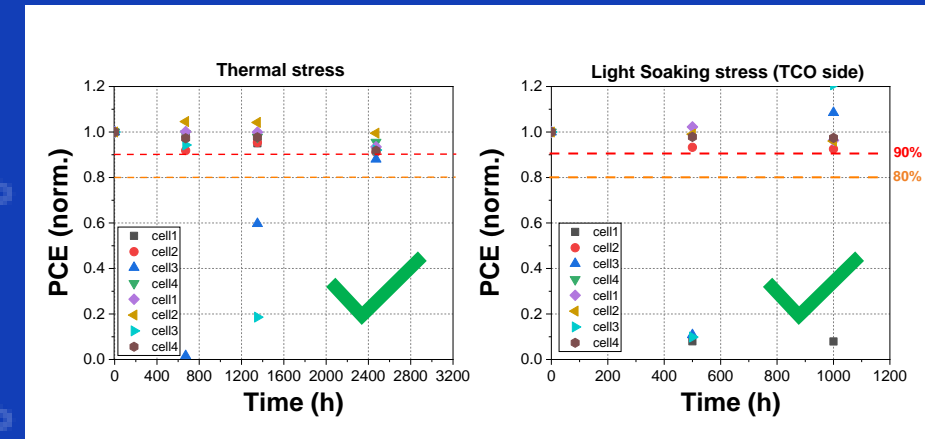 Thermal stress
PCE (norm.)
1.2
1.0
0.8
0.6
0.4
0.2
0.0
cell1
cell2
cell3
cell4
cell1
cell2
cell3
cell4
0 400 800 1200 1600 2000 2400 2800 3200
Time (h)
Light Soaking stress (TCO side)
PCE (norm.)
1.2
1.0
0.8
0.6
0.4
0.2
0.0
90%
80%
cell1
cell2
cell3
cell4
cell1
cell2
cell3
cell4
0 200 400 600 800 1000 1200
Time (h)